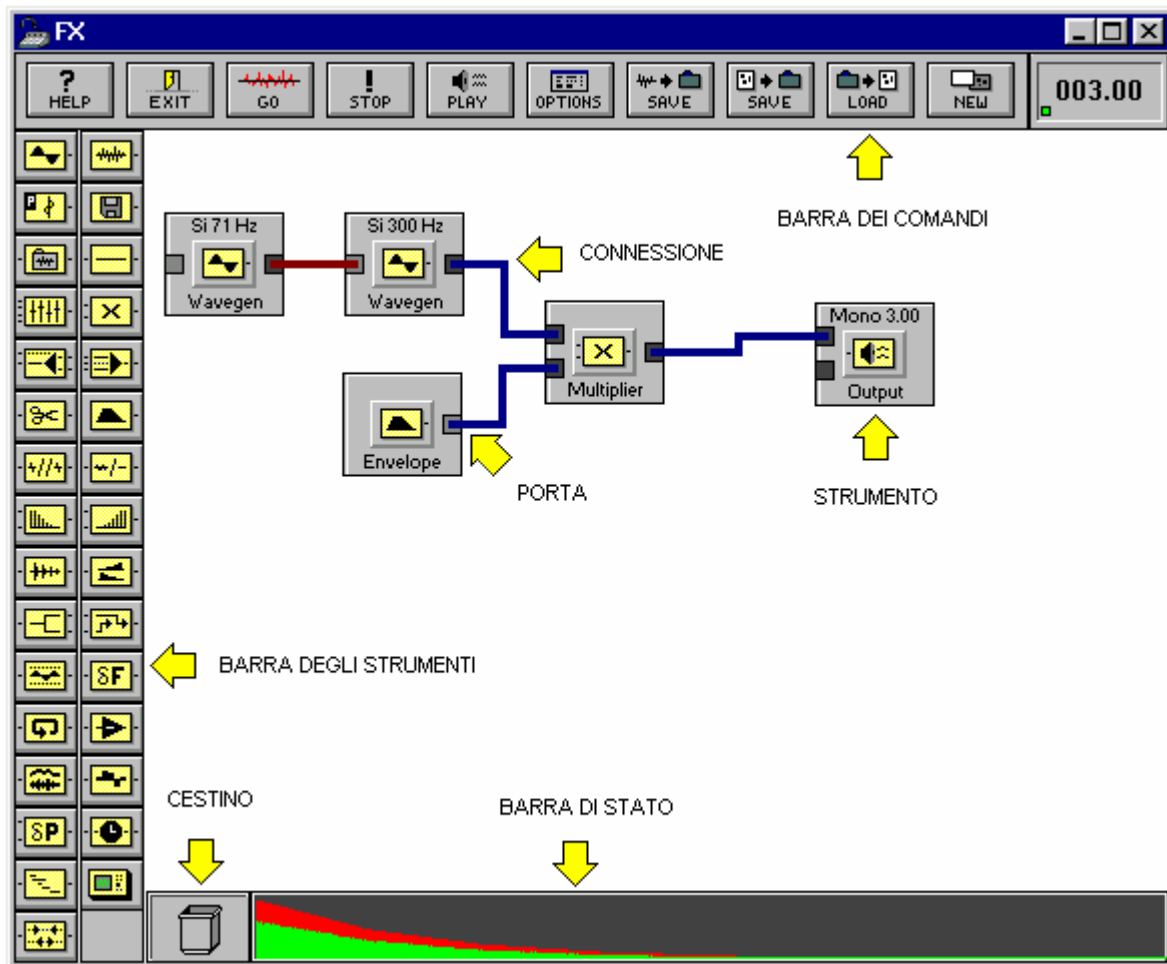 FX
HELP
EXIT
GO
STOP
PLAY
OPTIONS
SAVE
SAVE
LOAD
NEW
003.00
BARRA DEI COMANDI
P
Si 71 Hz
Wavegen
Si 300 Hz
Wavegen
CONNESSIONE
Multiplier
Mono 3.00
Output
Envelope
PORTA
STRUMENTO
BARRA DEGLI STRUMENTI
δF
CESTINO
BARRA DI STATO
δP